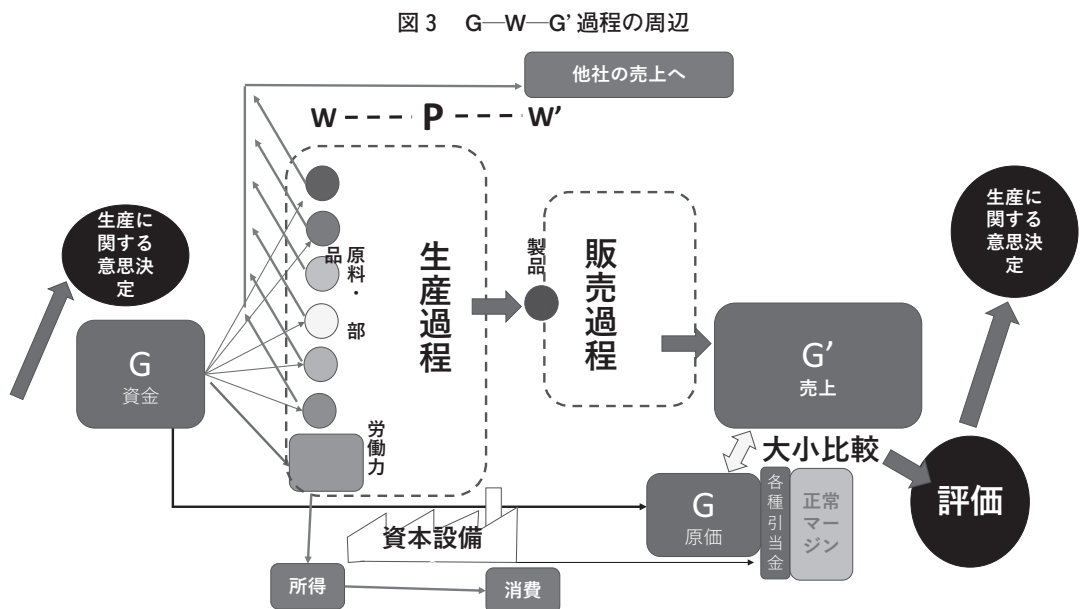 図3 G—W—G’過程の周辺
他社の売上へ
W P W’
生産に
関する
意思決
定
生産に
関する
意思決
定
原料・部
品
生産過程
製品
販売過程
G
資金
G’
売上
労働力
大小比較
評価
G
原価
各種引当金
正常
マー
ジン
資本設備
所得
消費